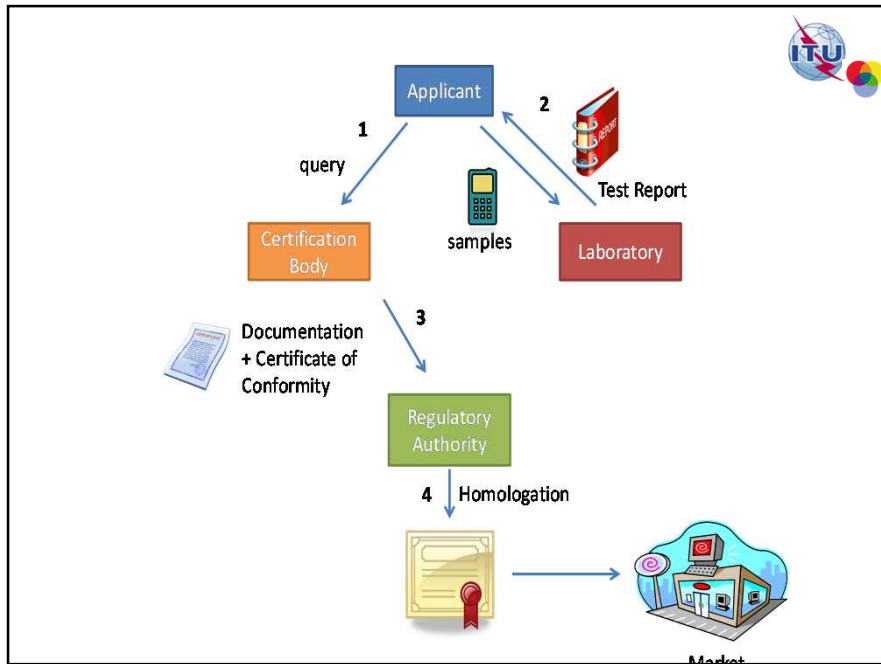 ITU
Applicant
1
2
REPORT
query
Test Report
samples
Certification
Body
Laboratory
3
Documentation
+ Certificate of
Conformity
Regulatory
Authority
4
Homologation
Market